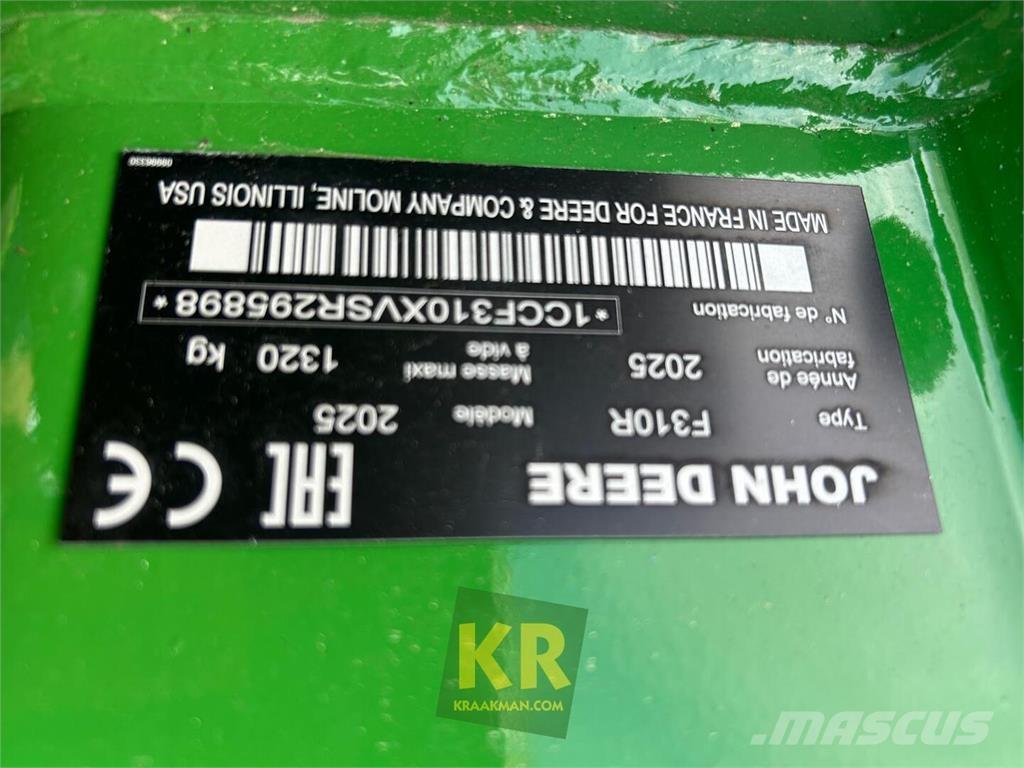 JOHN DEERE EAC CE
Type F310R Modèle 2025
Année de fabrication 2025 Masse maxi à vide 1320 kg
N° de fabrication *1CCF310XVSR295898*
MADE IN FRANCE FOR DEERE & COMPANY MOLINE, ILLINOIS USA
KR
KRAAKMAN.COM
MASCUS